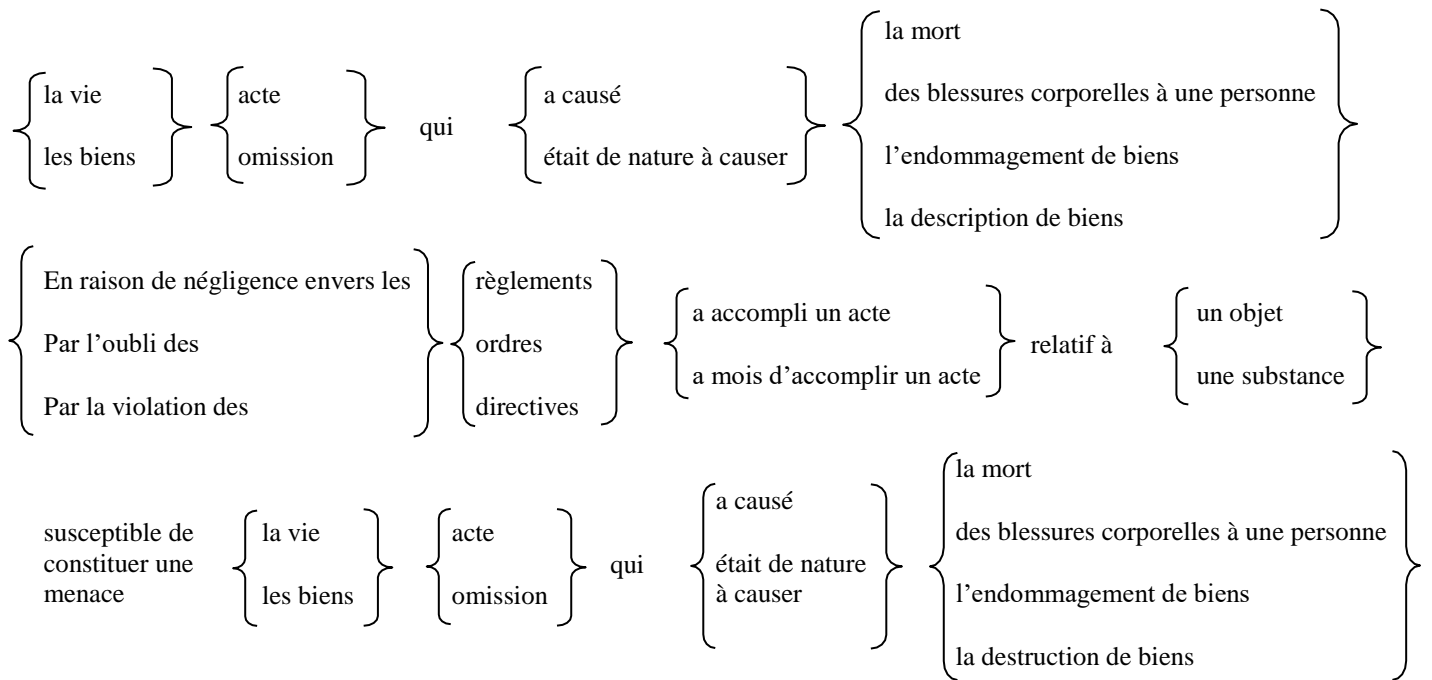 la vie
les biens
acte
omission
qui
a causé
était de nature à causer
la mort
des blessures corporelles à une personne
l’endommagement de biens
la description de biens
En raison de négligence envers les
Par l’oubli des
Par la violation des
règlements
ordres
directives
a accompli un acte
a mois d’accomplir un acte
relatif à
un objet
une substance
susceptible de
constituer une
menace
la vie
les biens
acte
omission
qui
a causé
était de nature
à causer
la mort
des blessures corporelles à une personne
l’endommagement de biens
la destruction de biens